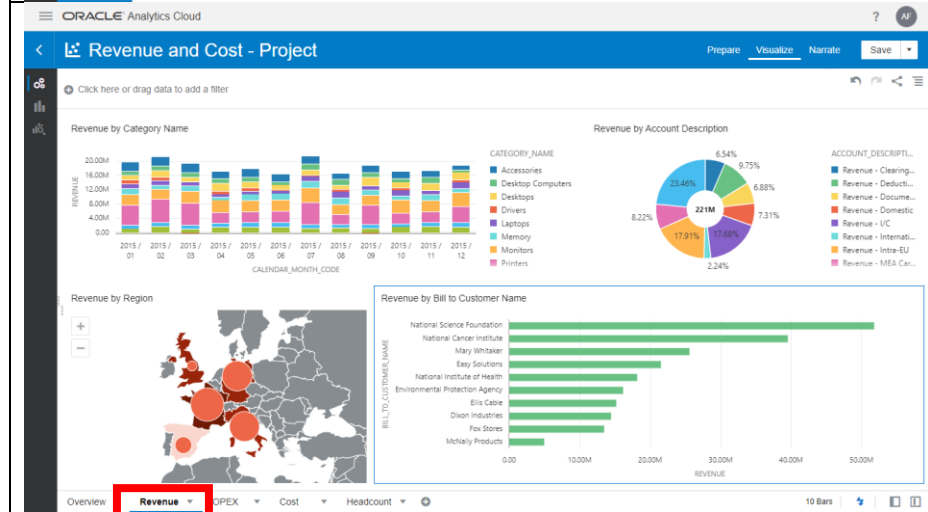 ORACLE Analytics Cloud
? AF
Revenue and Cost - Project
Prepare Visualize Narrate Save
Click here or drag data to add a filter
Revenue by Category Name
REVENUE
20.00M
16.00M
12.00M
8.00M
4.00M
0.00
2015 / 01
2015 / 02
2015 / 03
2015 / 04
2015 / 05
2015 / 06
2015 / 07
2015 / 08
2015 / 09
2015 / 10
2015 / 11
2015 / 12
CALENDAR_MONTH_CODE
CATEGORY_NAME
Accessories
Desktop Computers
Desktops
Drivers
Laptops
Memory
Monitors
Printers
Revenue by Account Description
6.54%
9.75%
6.88%
7.31%
17.68%
2.24%
17.91%
8.22%
23.46%
221M
ACCOUNT_DESCRIPTI...
Revenue - Clearing...
Revenue - Deducti...
Revenue - Docume...
Revenue - Domestic
Revenue - I/C
Revenue - Internati...
Revenue - Intra-EU
Revenue - MEA Car...
Revenue by Region
+
−
Revenue by Bill to Customer Name
BILL_TO_CUSTOMER_NAME
National Science Foundation
National Cancer Institute
Mary Whitaker
Easy Solutions
National Institute of Health
Environmental Protection Agency
Ellis Cable
Dixon Industries
Fox Stores
McNally Products
0.00 10.00M 20.00M 30.00M 40.00M 50.00M
REVENUE
Overview Revenue OPEX Cost Headcount
10 Bars